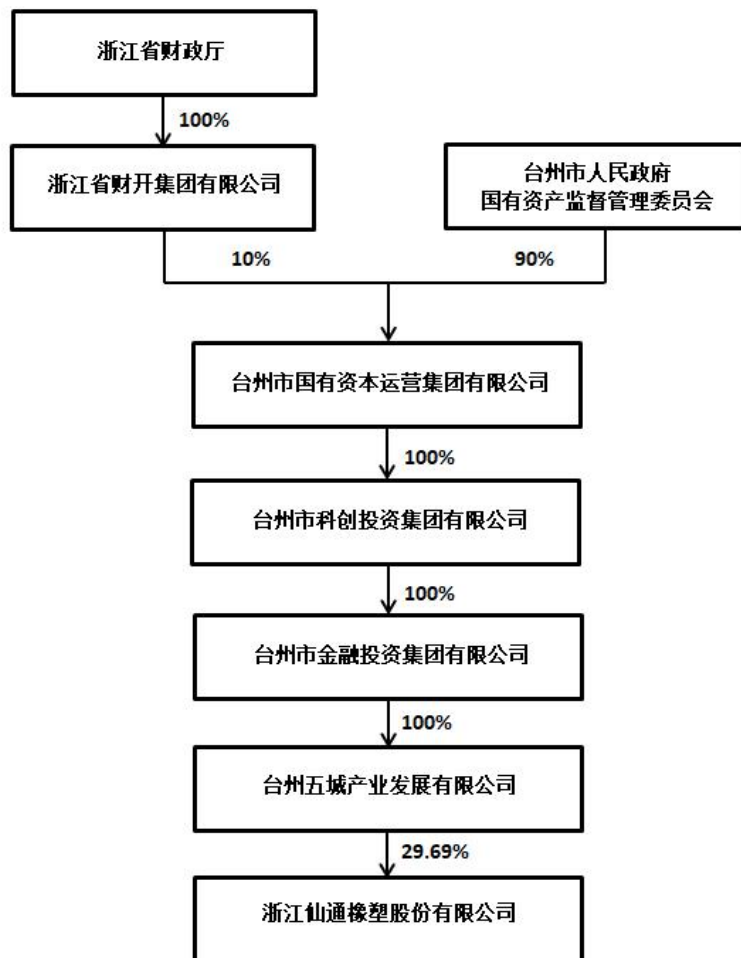 浙江省财政厅
100%
浙江省财开集团有限公司
台州市人民政府
国有资产监督管理委员会
10%
90%
台州市国有资本运营集团有限公司
100%
台州市科创投资集团有限公司
100%
台州市金融投资集团有限公司
100%
台州五城产业发展有限公司
29.69%
浙江仙通橡塑股份有限公司